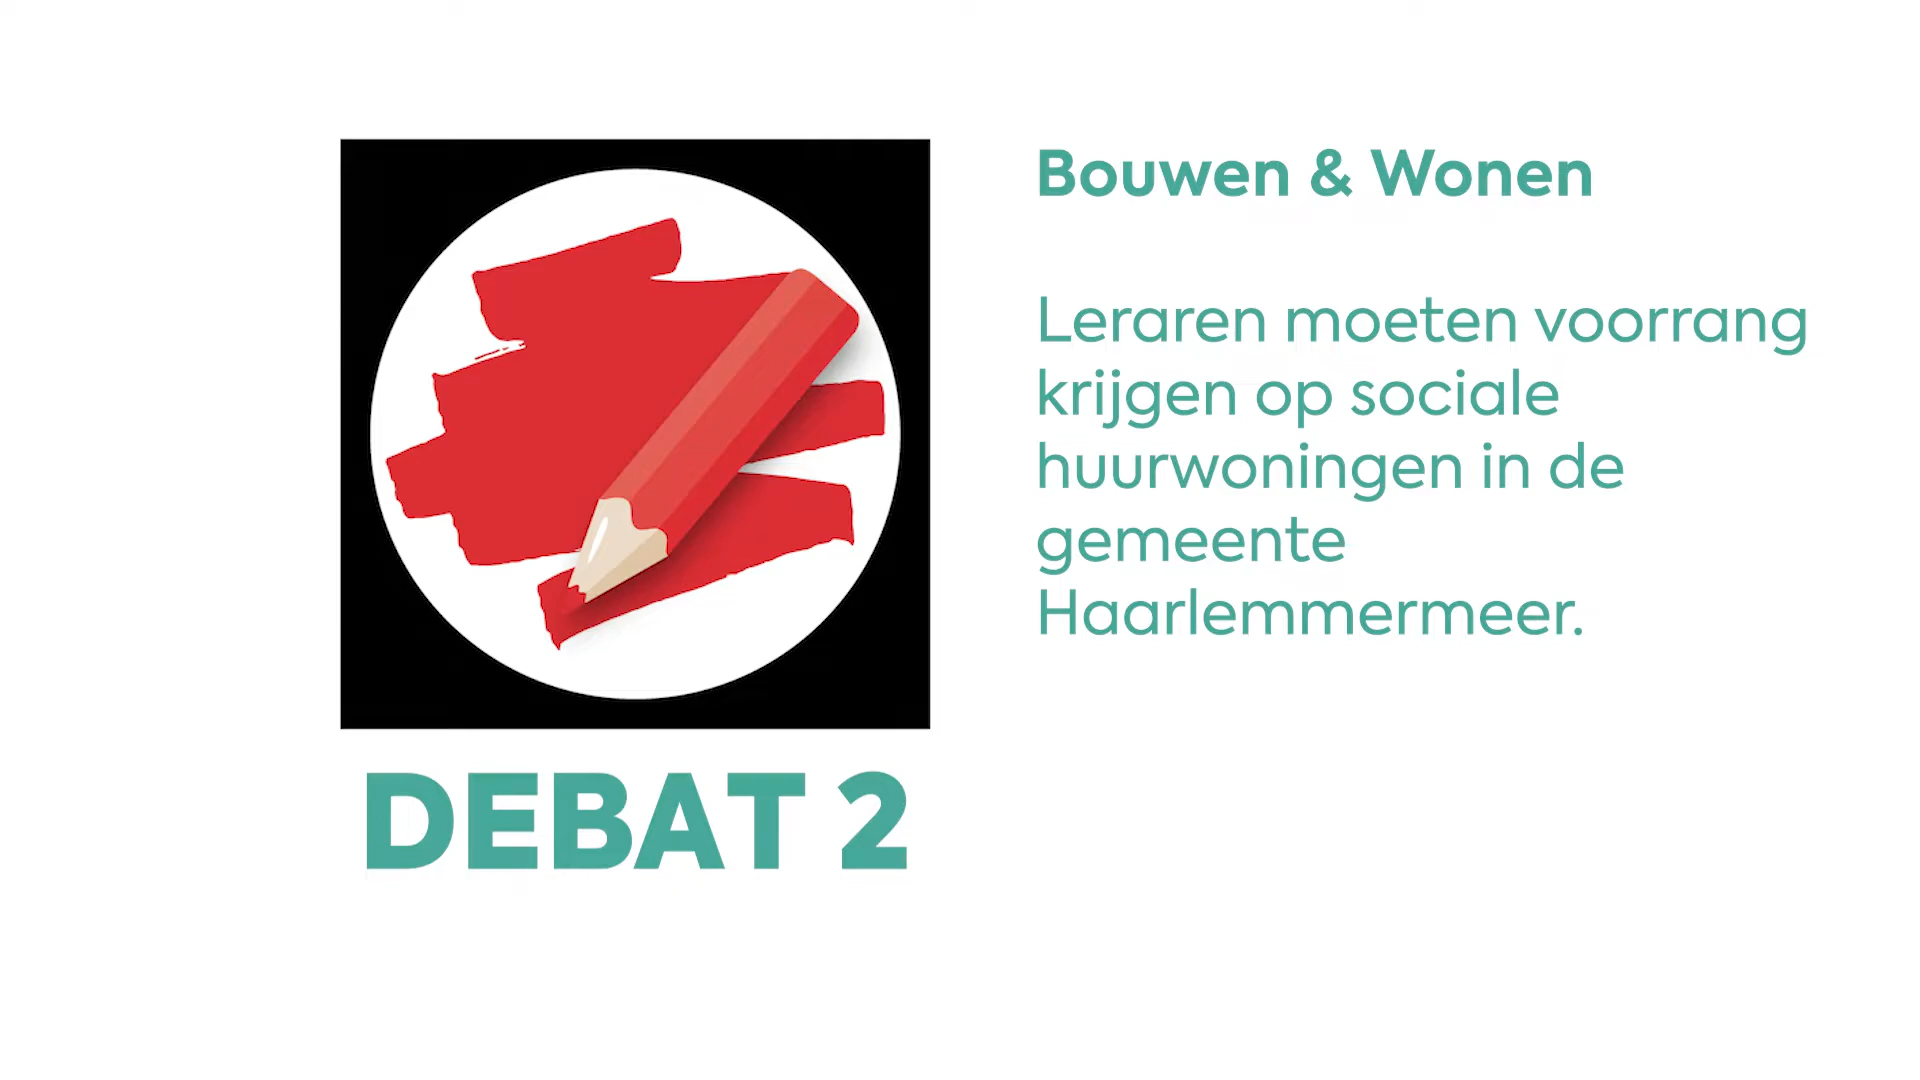 Bouwen & Wonen
Leraren moeten voorrang
krijgen op sociale
huurwoningen in de
gemeente
Haarlemmermeer.
DEBAT 2